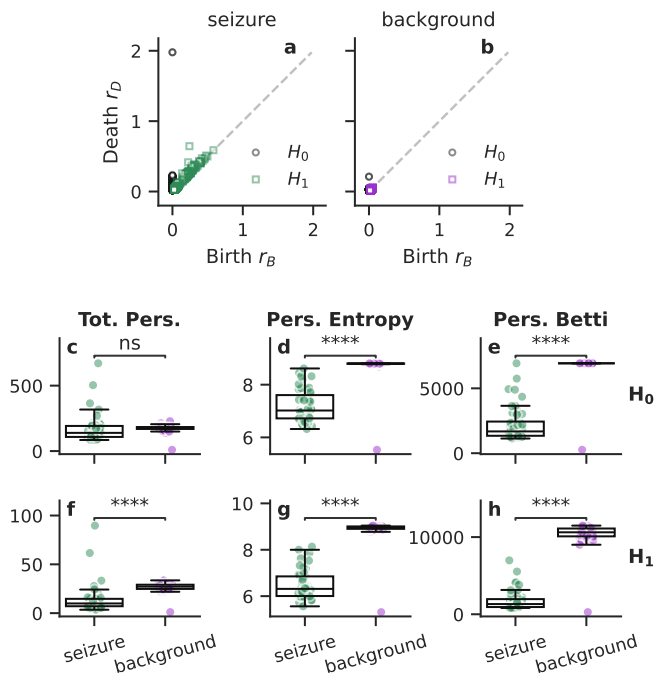 seizure background
a b
2
1
0
Death r_D
H_0 H_0
H_1 H_1
0 1 2 0 1 2
Birth r_B Birth r_B
Tot. Pers. Pers. Entropy Pers. Betti
c ns d **** e ****
500
0
8
6
5000
0
H_0
f **** g **** h ****
100
50
0
10
8
6
10000
0
H_1
seizure background seizure background seizure background